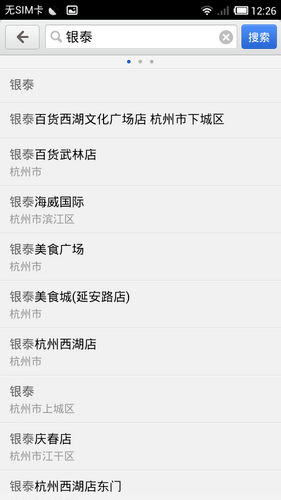 无SIM卡
12:26
银泰
搜索
银泰
银泰百货西湖文化广场店 杭州市下城区
银泰百货武林店
杭州市
银泰海威国际
杭州市滨江区
银泰美食广场
杭州市
银泰美食城(延安路店)
杭州市
银泰杭州西湖店
杭州市
银泰
杭州市上城区
银泰庆春店
杭州市江干区
银泰杭州西湖店东门